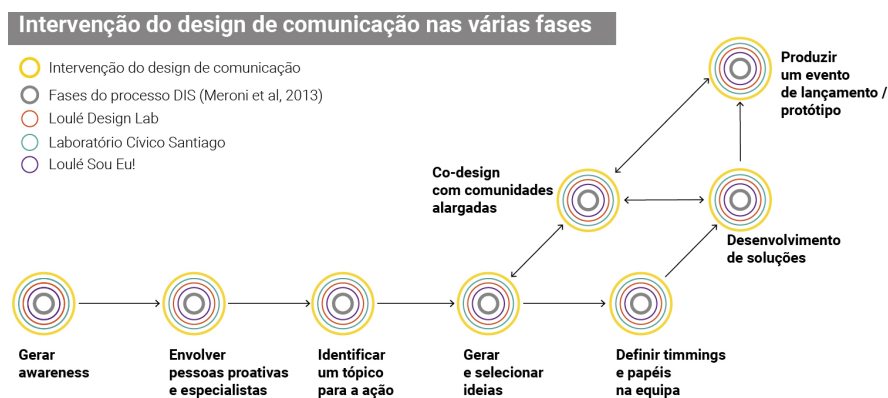 Intervenção do design de comunicação nas várias fases
Intervenção do design de comunicação
Fases do processo DIS (Meroni et al, 2013)
Loulé Design Lab
Laboratório Cívico Santiago
Loulé Sou Eu!
Produzir
um evento
de lançamento /
protótipo
Co-design
com comunidades
alargadas
Desenvolvimento
de soluções
Gerar
awareness
Envolver
pessoas proativas
e especialistas
Identificar
um tópico
para a ação
Gerar
e selecionar
ideias
Definir timmings
e papéis
na equipa